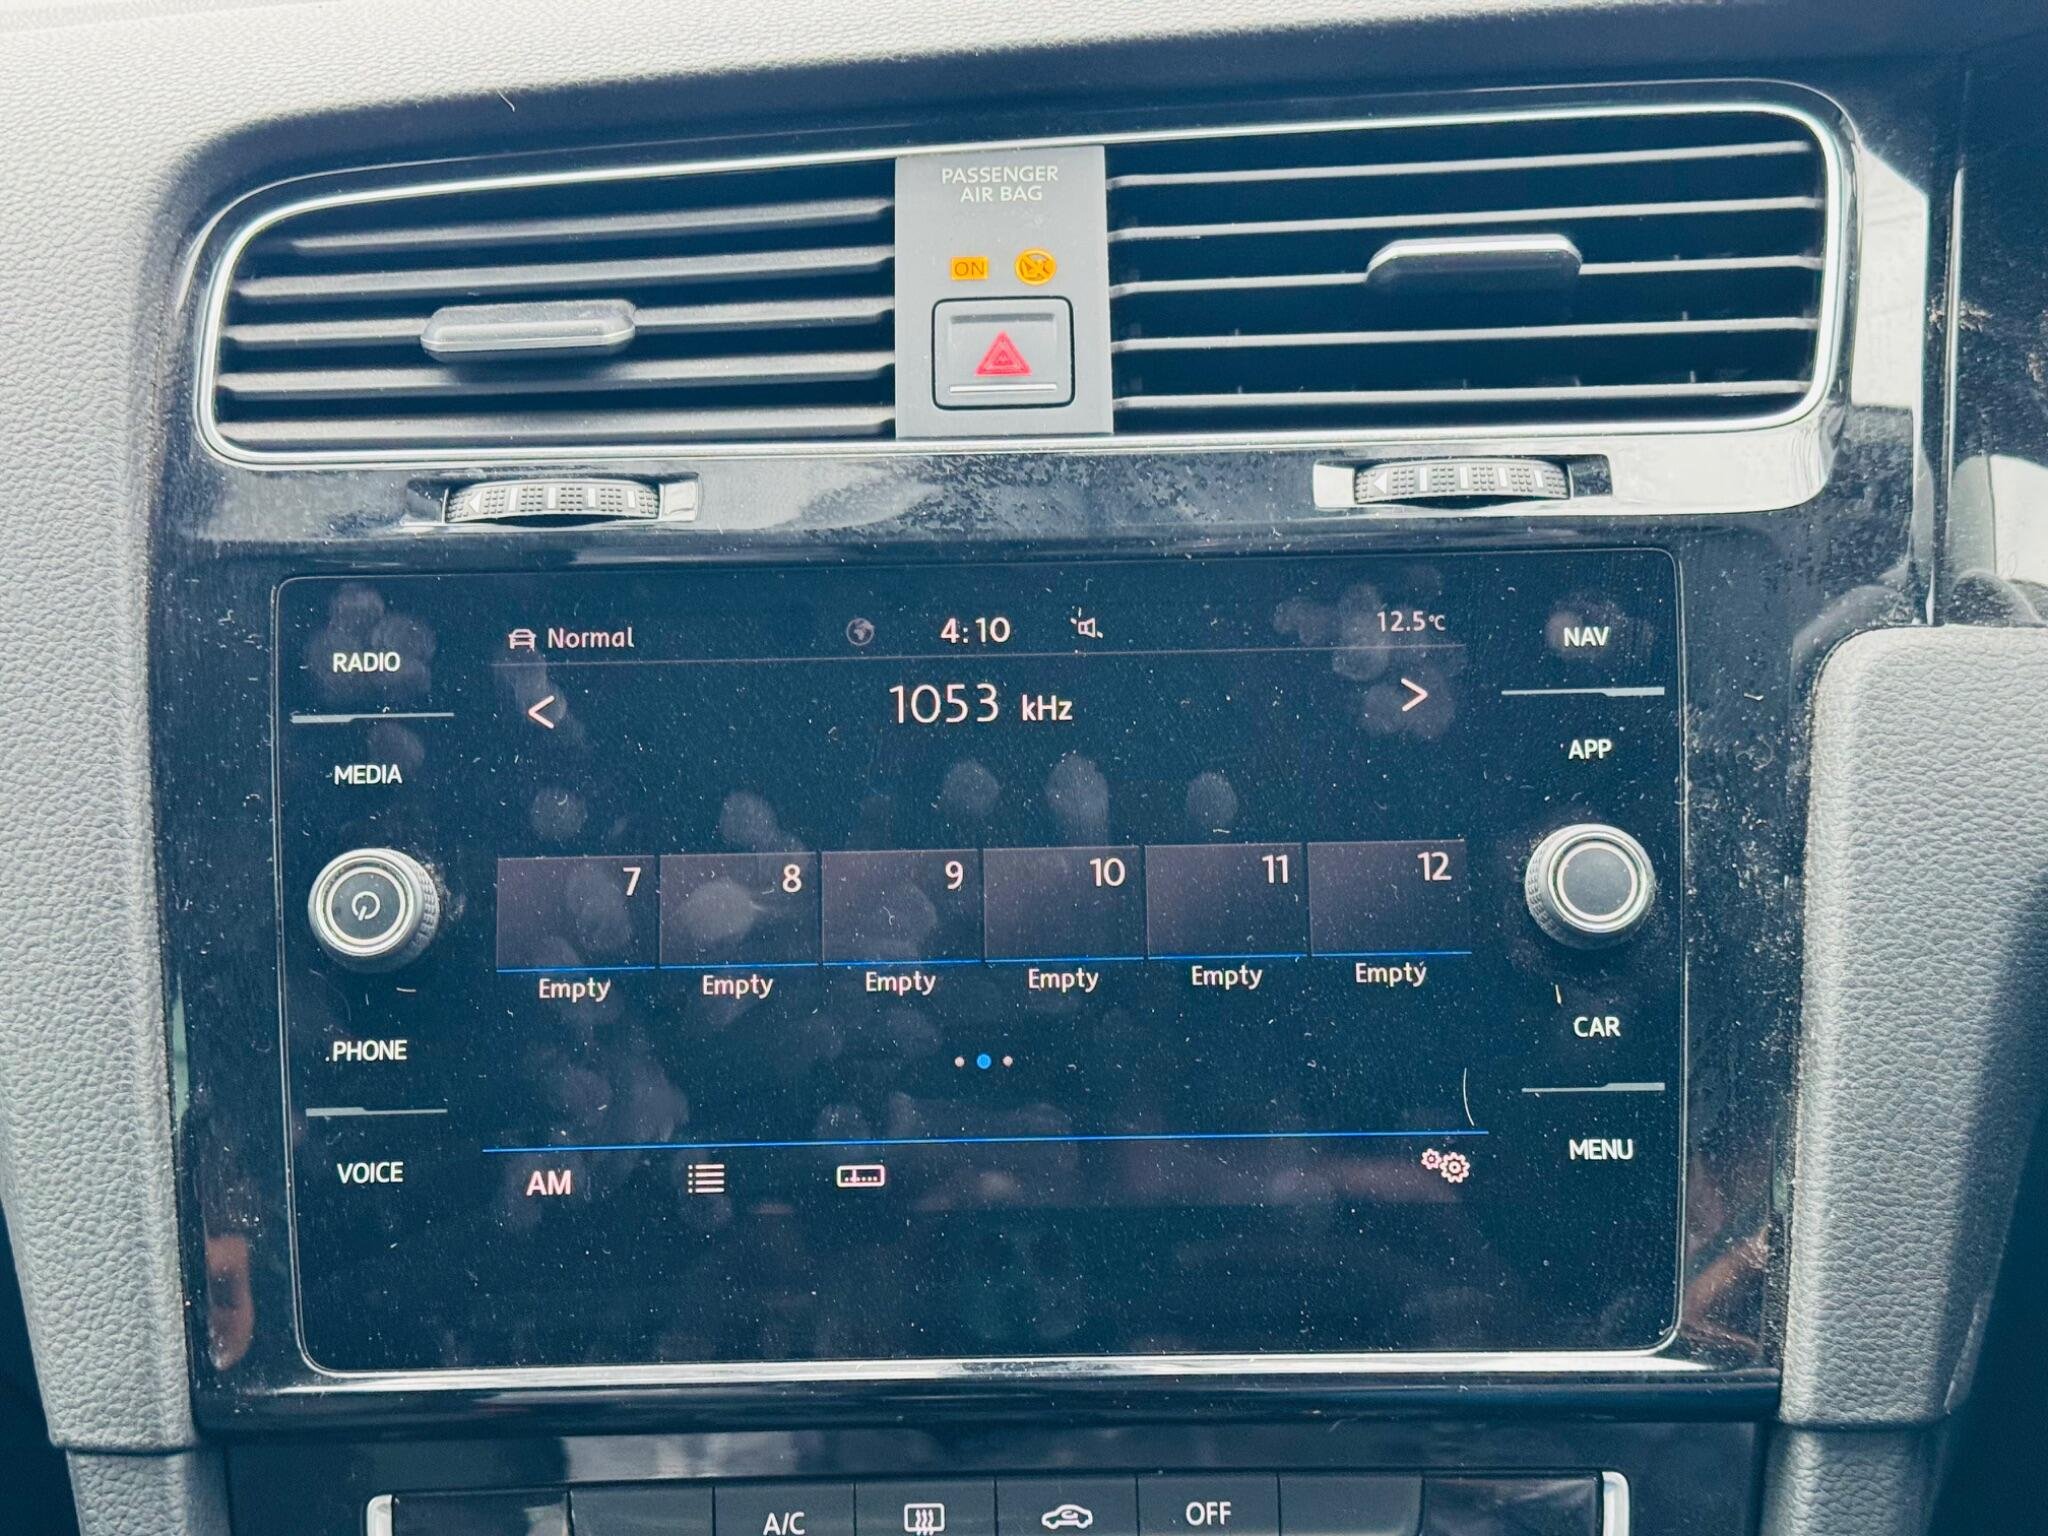 PASSENGER
AIR BAG
ON
RADIO
MEDIA
PHONE
VOICE
Normal
4:10
12.5°C
1053 kHz
7 8 9 10 11 12
Empty Empty Empty Empty Empty Empty
AM
NAV
APP
CAR
MENU
A/C
OFF